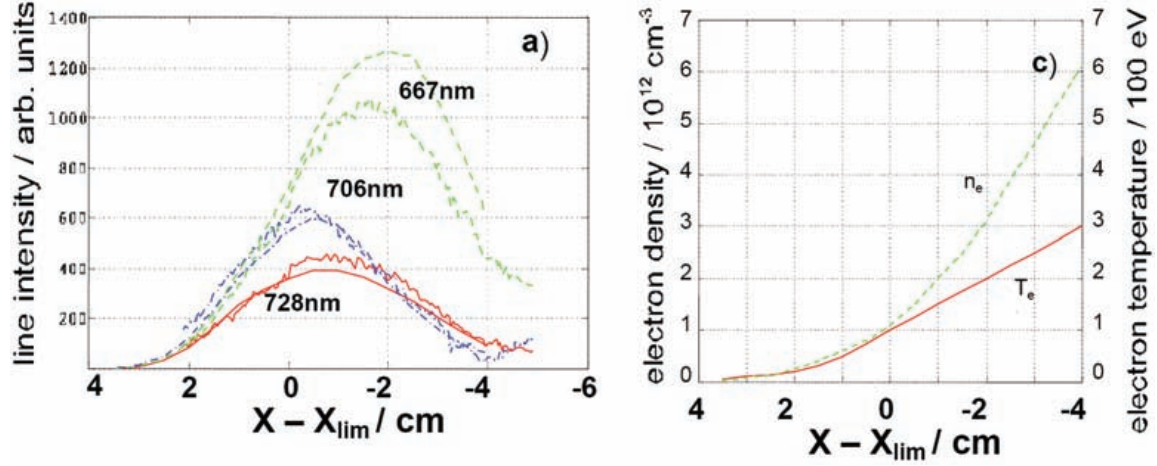 line intensity / arb. units
1400
1200
1000
800
600
400
200
4
2
0
-2
-4
-6
X – Xlim / cm
a)
667nm
706nm
728nm
electron density / 10^12 cm^-3
7
6
5
4
3
2
1
0
4
2
0
-2
-4
X – Xlim / cm
c)
ne
Te
7
6
5
4
3
2
1
0
electron temperature / 100 eV